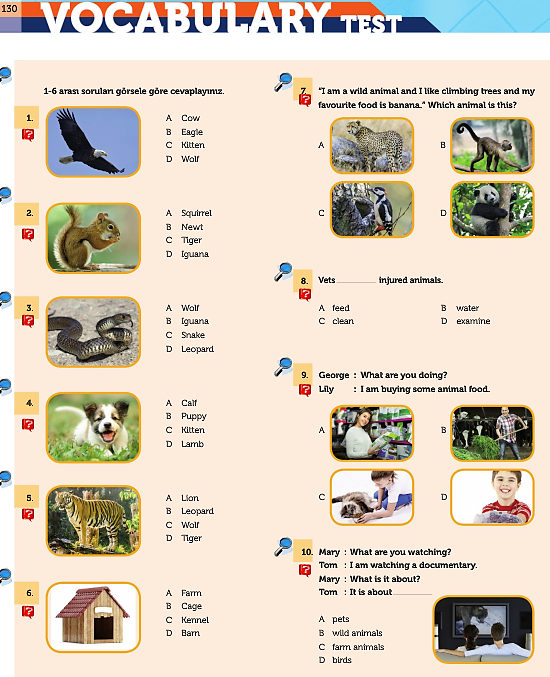 130
VOCABULARY TEST
1-6 arası soruları görsele göre cevaplayınız.
1.
A Cow
B Eagle
C Kitten
D Wolf
2.
A Squirrel
B Newt
C Tiger
D Iguana
3.
A Wolf
B Iguana
C Snake
D Leopard
4.
A Calf
B Puppy
C Kitten
D Lamb
5.
A Lion
B Leopard
C Wolf
D Tiger
6.
A Farm
B Cage
C Kennel
D Barn
7. "I am a wild animal and I like climbing trees and my
favourite food is banana." Which animal is this?
A B
C D
8. Vets ________ injured animals.
A feed B water
C clean D examine
9. George : What are you doing?
Lily : I am buying some animal food.
A B
C D
10. Mary : What are you watching?
Tom : I am watching a documentary.
Mary : What is it about?
Tom : It is about ________
A pets
B wild animals
C farm animals
D birds